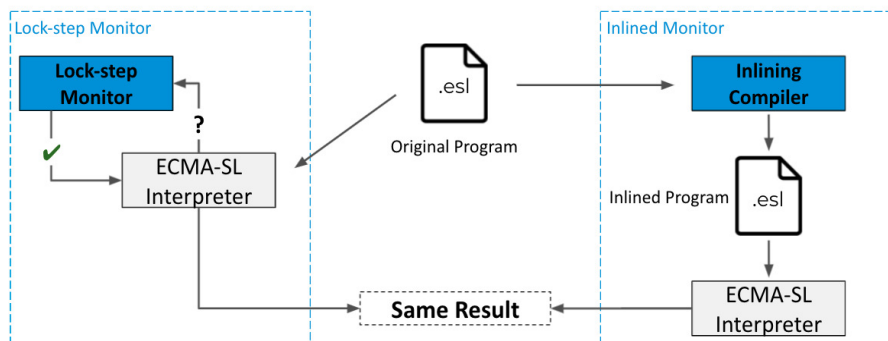 Lock-step Monitor
Inlined Monitor
Lock-step
Monitor
.esl
Inlining
Compiler
?
Original Program
ECMA-SL
Interpreter
Inlined Program
.esl
Same Result
ECMA-SL
Interpreter